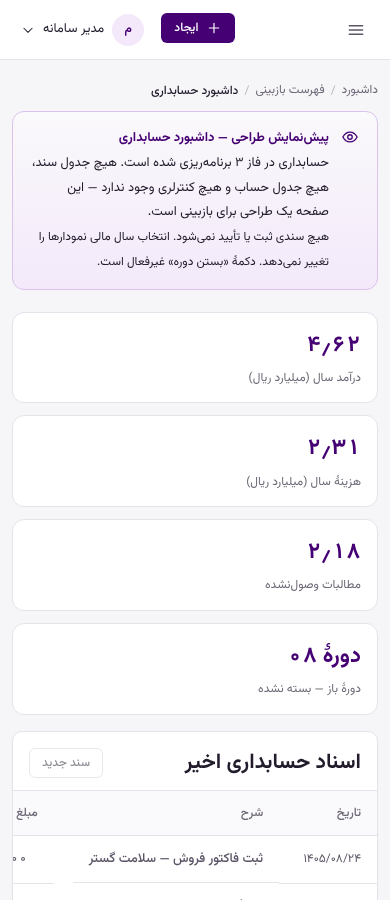 ایجاد
م
مدیر سامانه
داشبورد / فهرست بازبینی / داشبورد حسابداری
پیش‌نمایش طراحی — داشبورد حسابداری
حسابداری در فاز ۳ برنامه‌ریزی شده است. هیچ جدول سند،
هیچ جدول حساب و هیچ کنترلری وجود ندارد — این
صفحه یک طراحی برای بازبینی است.
هیچ سندی ثبت یا تأیید نمی‌شود. انتخاب سال مالی نمودارها را
تغییر نمی‌دهد. دکمهٔ «بستن دوره» غیرفعال است.
۴٫۶۲
درآمد سال (میلیارد ریال)
۲٫۳۱
هزینهٔ سال (میلیارد ریال)
۲٫۱۸
مطالبات وصول‌نشده
دورهٔ ۰۸
دورهٔ باز — بسته نشده
اسناد حسابداری اخیر
سند جدید
تاریخ شرح مبلغ
۱۴۰۵/۰۸/۲۴ ثبت فاکتور فروش — سلامت گستر